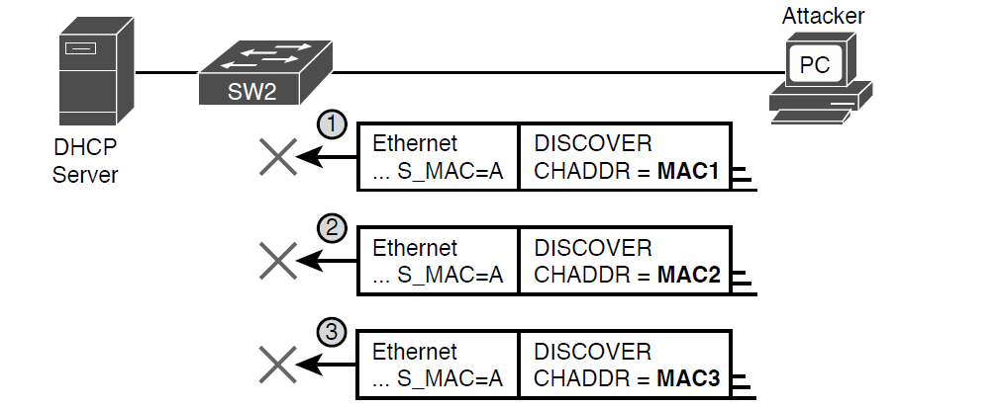 Attacker
PC
SW2
DHCP
Server
1
Ethernet
... S_MAC=A
DISCOVER
CHADDR = MAC1
2
Ethernet
... S_MAC=A
DISCOVER
CHADDR = MAC2
3
Ethernet
... S_MAC=A
DISCOVER
CHADDR = MAC3